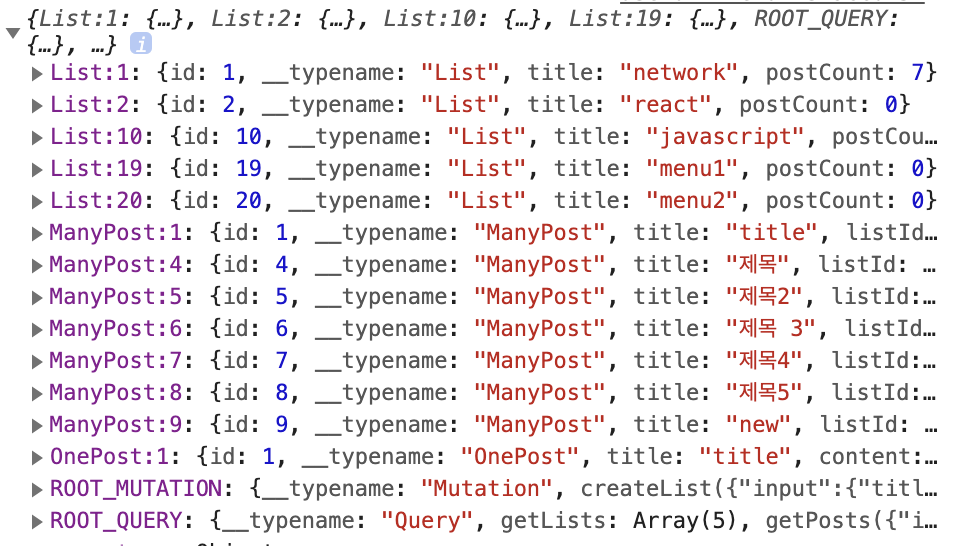 {List:1: {…}, List:2: {…}, List:10: {…}, List:19: {…}, ROOT_QUERY:
{…}, …} i
List:1: {id: 1, __typename: "List", title: "network", postCount: 7}
List:2: {id: 2, __typename: "List", title: "react", postCount: 0}
List:10: {id: 10, __typename: "List", title: "javascript", postCou…
List:19: {id: 19, __typename: "List", title: "menu1", postCount: 0}
List:20: {id: 20, __typename: "List", title: "menu2", postCount: 0}
ManyPost:1: {id: 1, __typename: "ManyPost", title: "title", listId…
ManyPost:4: {id: 4, __typename: "ManyPost", title: "제목", listId: …
ManyPost:5: {id: 5, __typename: "ManyPost", title: "제목2", listId:…
ManyPost:6: {id: 6, __typename: "ManyPost", title: "제목 3", listId…
ManyPost:7: {id: 7, __typename: "ManyPost", title: "제목4", listId:…
ManyPost:8: {id: 8, __typename: "ManyPost", title: "제목5", listId:…
ManyPost:9: {id: 9, __typename: "ManyPost", title: "new", listId: …
OnePost:1: {id: 1, __typename: "OnePost", title: "title", content:…
ROOT_MUTATION: {__typename: "Mutation", createList({"input":{"titl…
ROOT_QUERY: {__typename: "Query", getLists: Array(5), getPosts({"i…